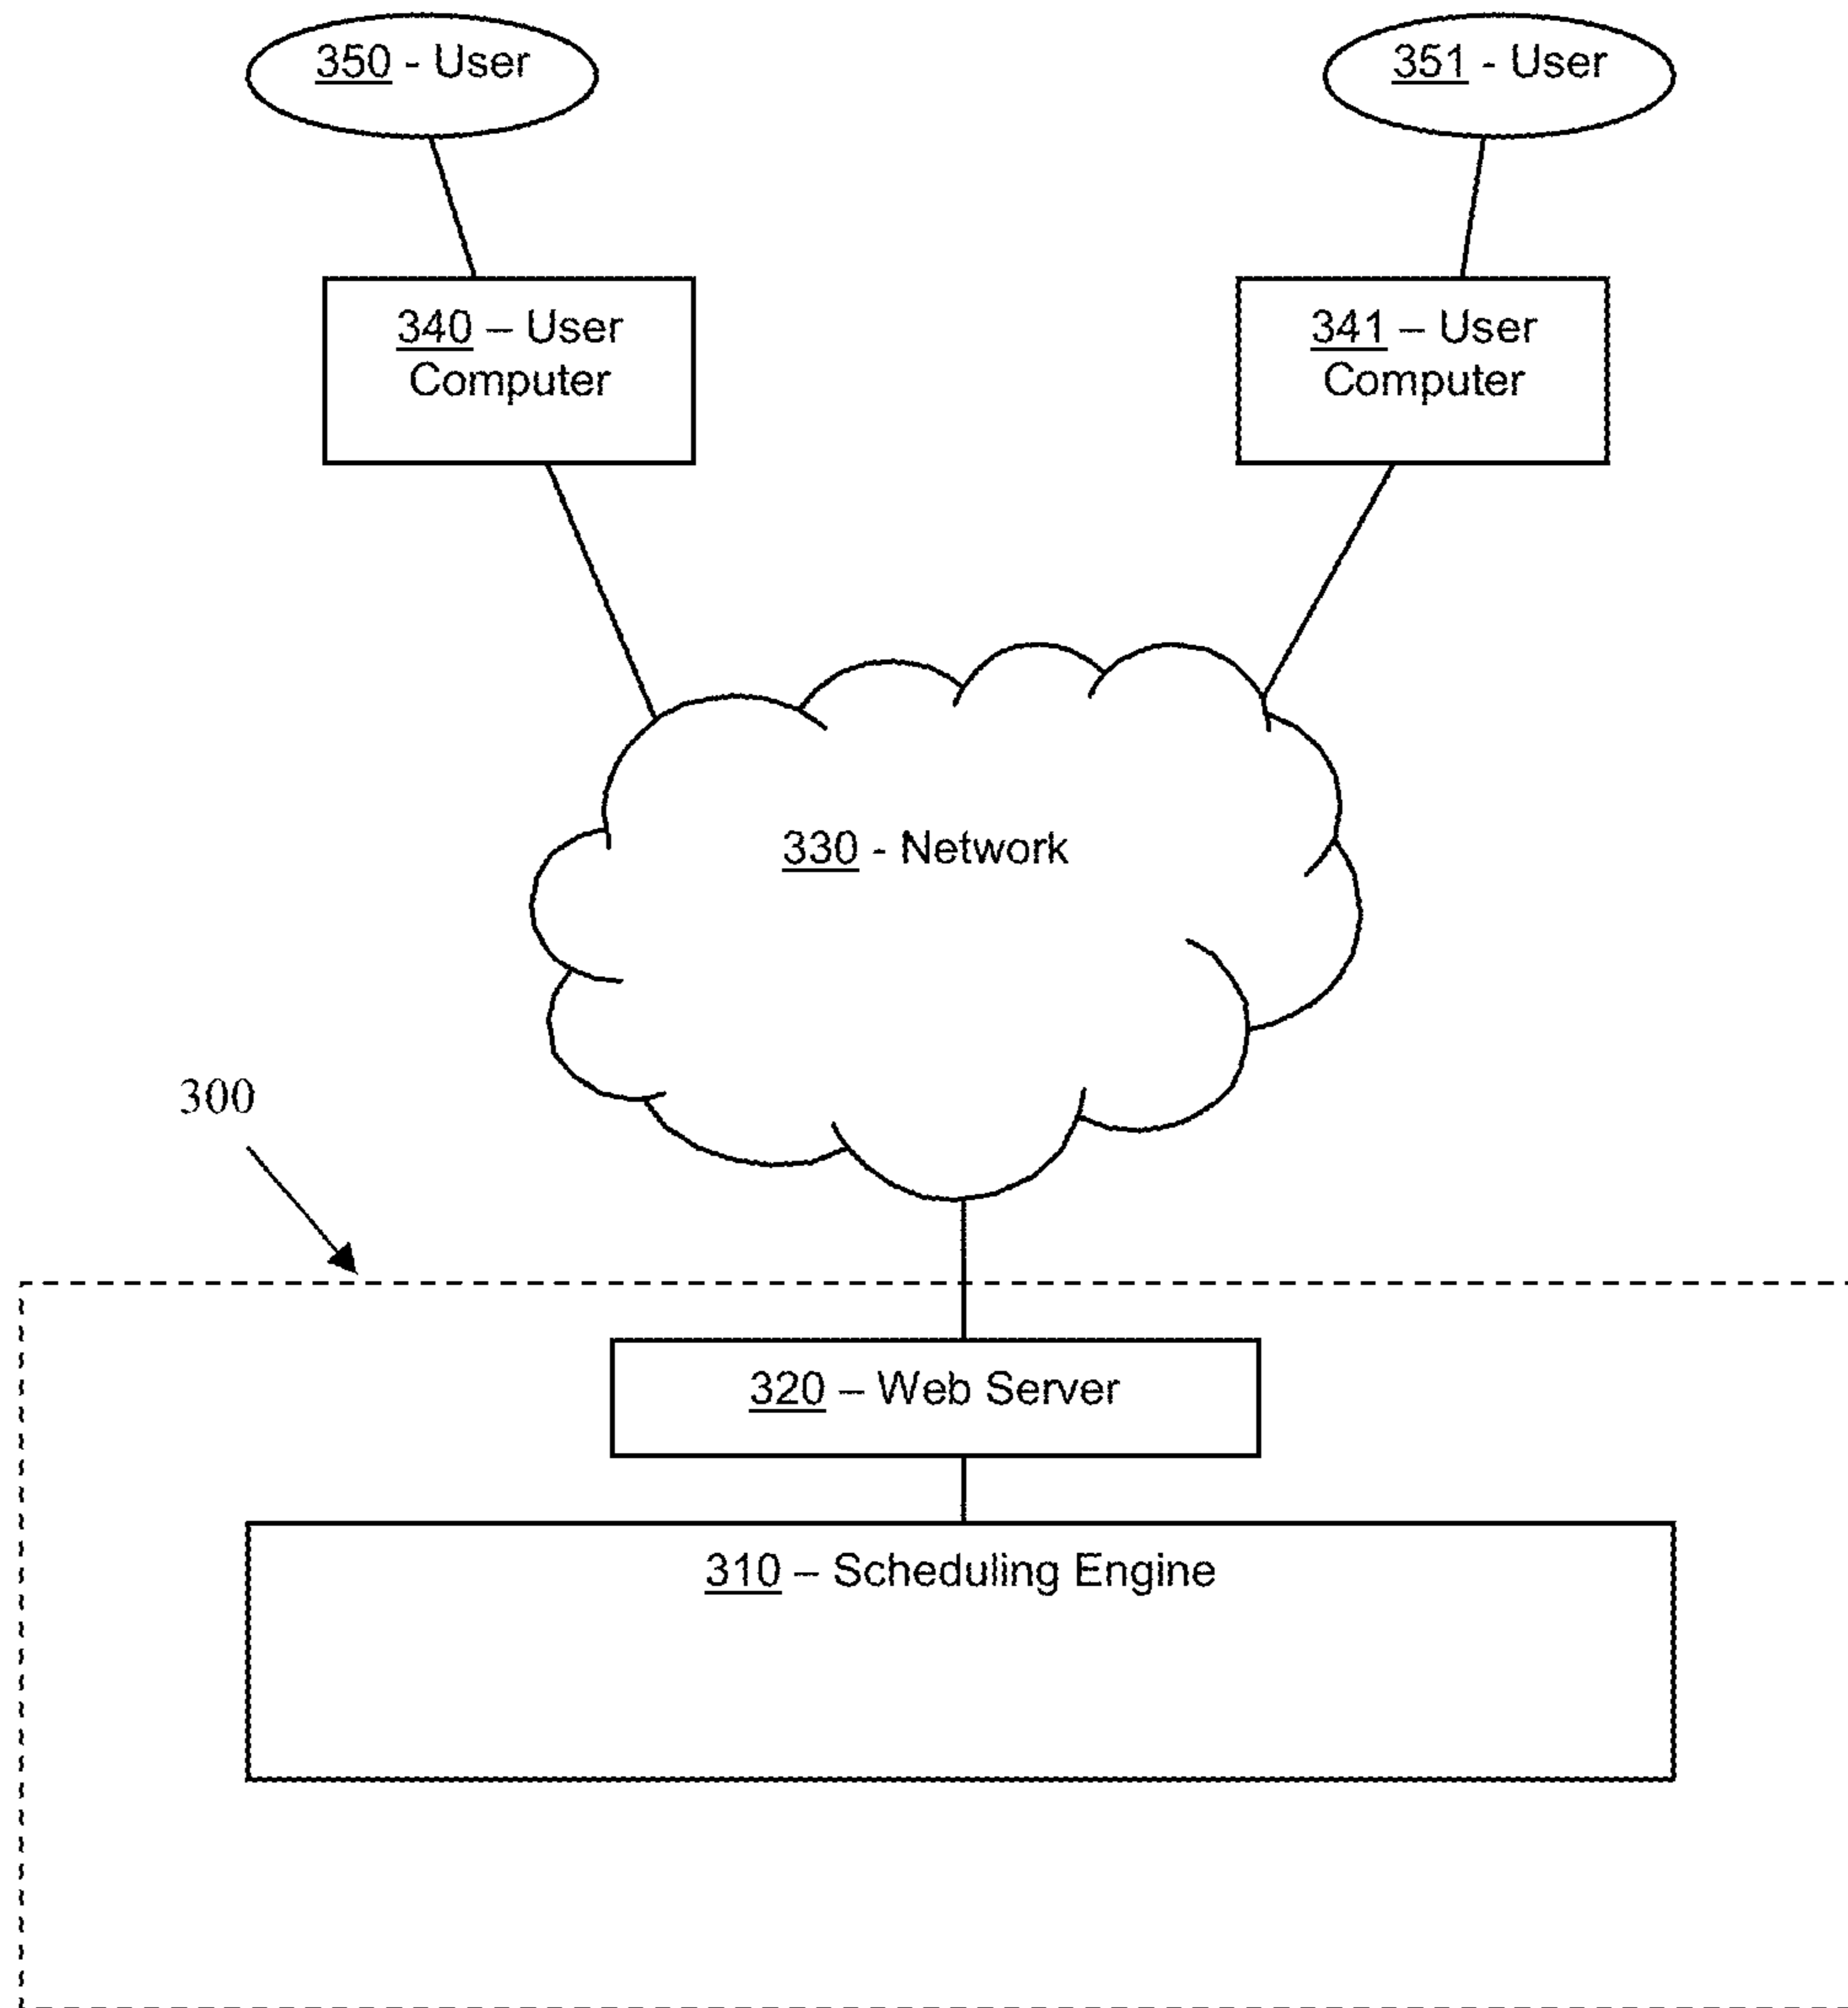 350 - User
351 - User
340 – User
Computer
341 – User
Computer
330 - Network
300
320 – Web Server
310 – Scheduling Engine